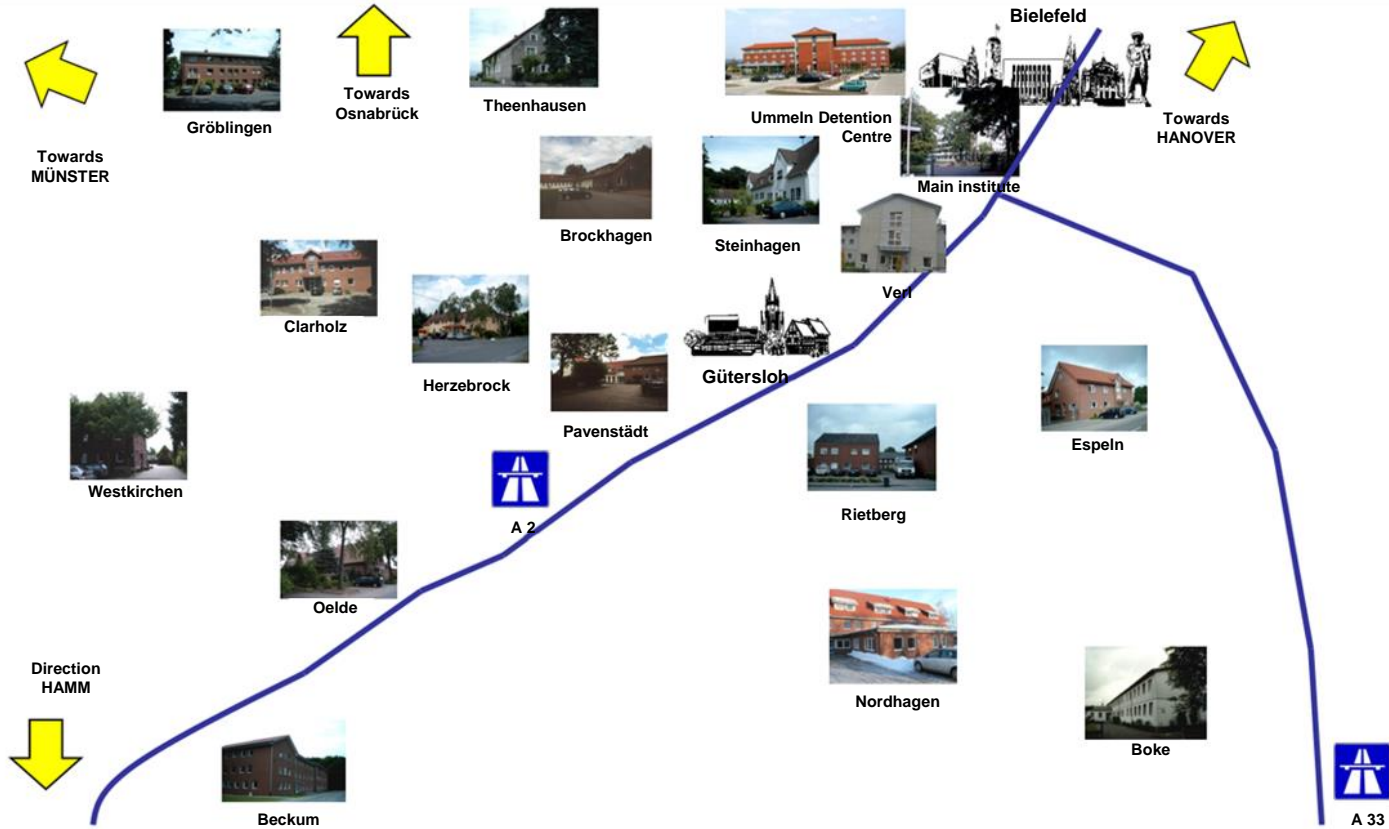 Bielefeld
Gröblingen
Towards
Osnabrück
Theenhausen
Ummeln Detention
Centre
Towards
HANOVER
Towards
MÜNSTER
Main institute
Brockhagen
Steinhagen
Verl
Clarholz
Herzebrock
Gütersloh
Pavenstädt
Espeln
Westkirchen
Rietberg
A 2
Oelde
Direction
HAMM
Nordhagen
Boke
Beckum
A 33